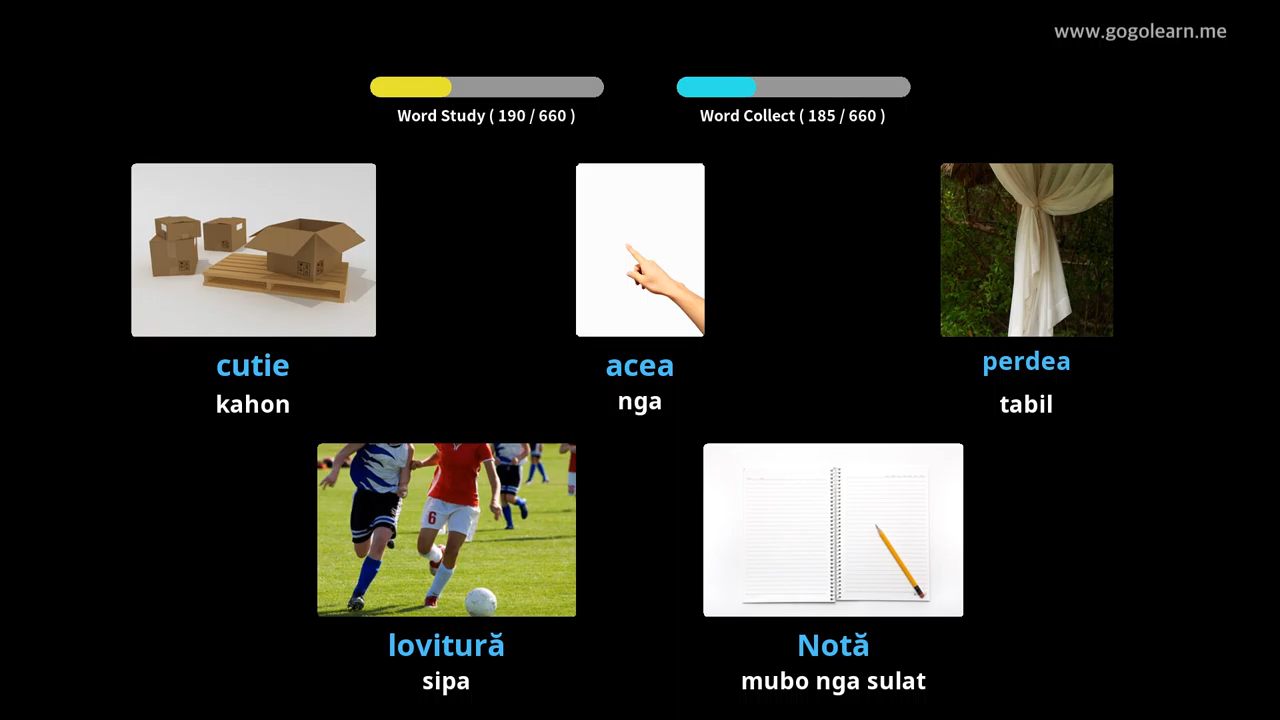 www.gogolearn.me
Word Study ( 190 / 660 )
Word Collect ( 185 / 660 )
cutie
kahon
acea
nga
perdea
tabil
lovitură
sipa
Notă
mubo nga sulat